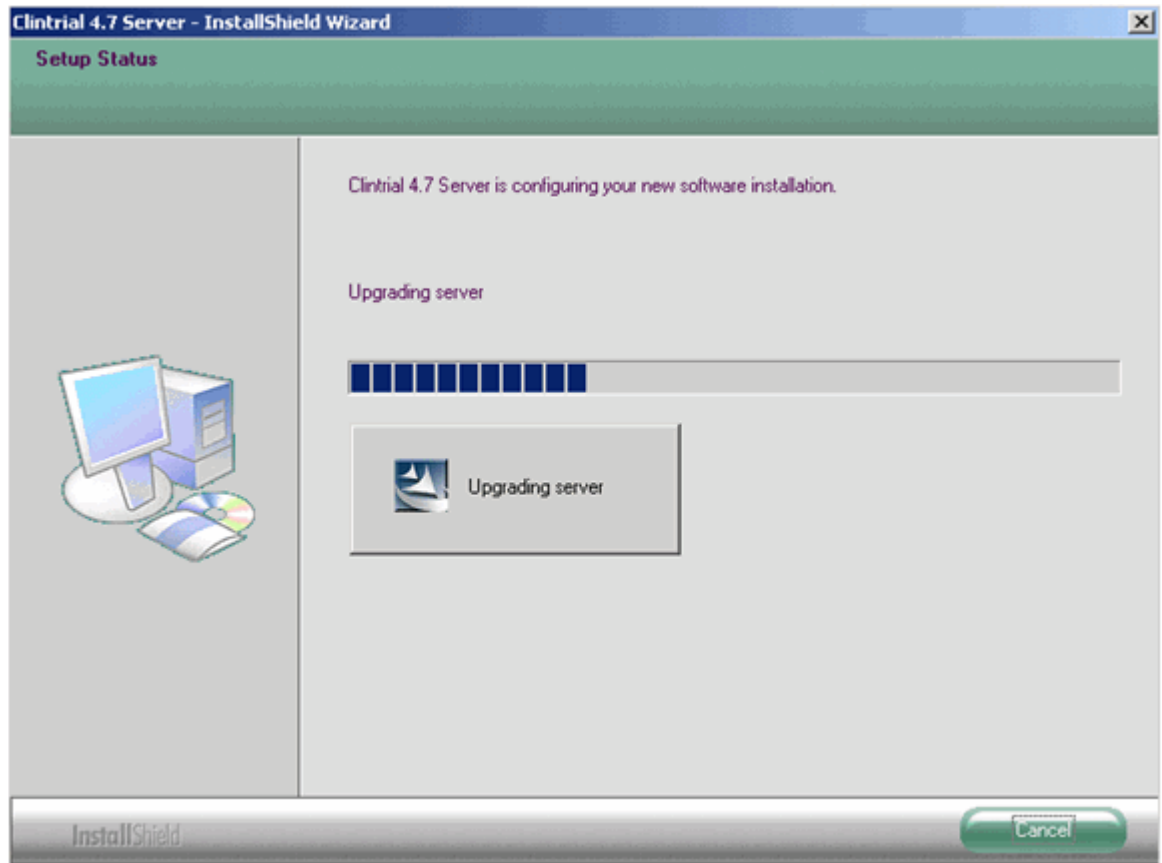 Clintrial 4.7 Server - InstallShield Wizard
Setup Status
Clintrial 4.7 Server is configuring your new software installation.
Upgrading server
Upgrading server
InstallShield
Cancel